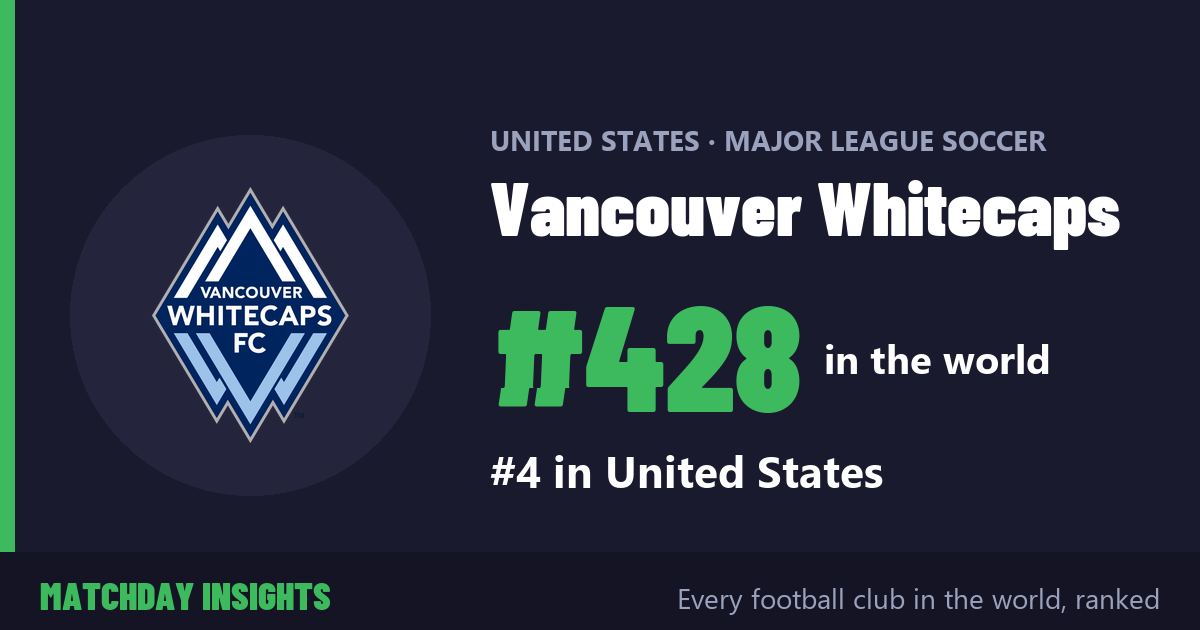 UNITED STATES · MAJOR LEAGUE SOCCER
Vancouver Whitecaps
VANCOUVER
WHITECAPS
FC
#428 in the world
#4 in United States
MATCHDAY INSIGHTS
Every football club in the world, ranked